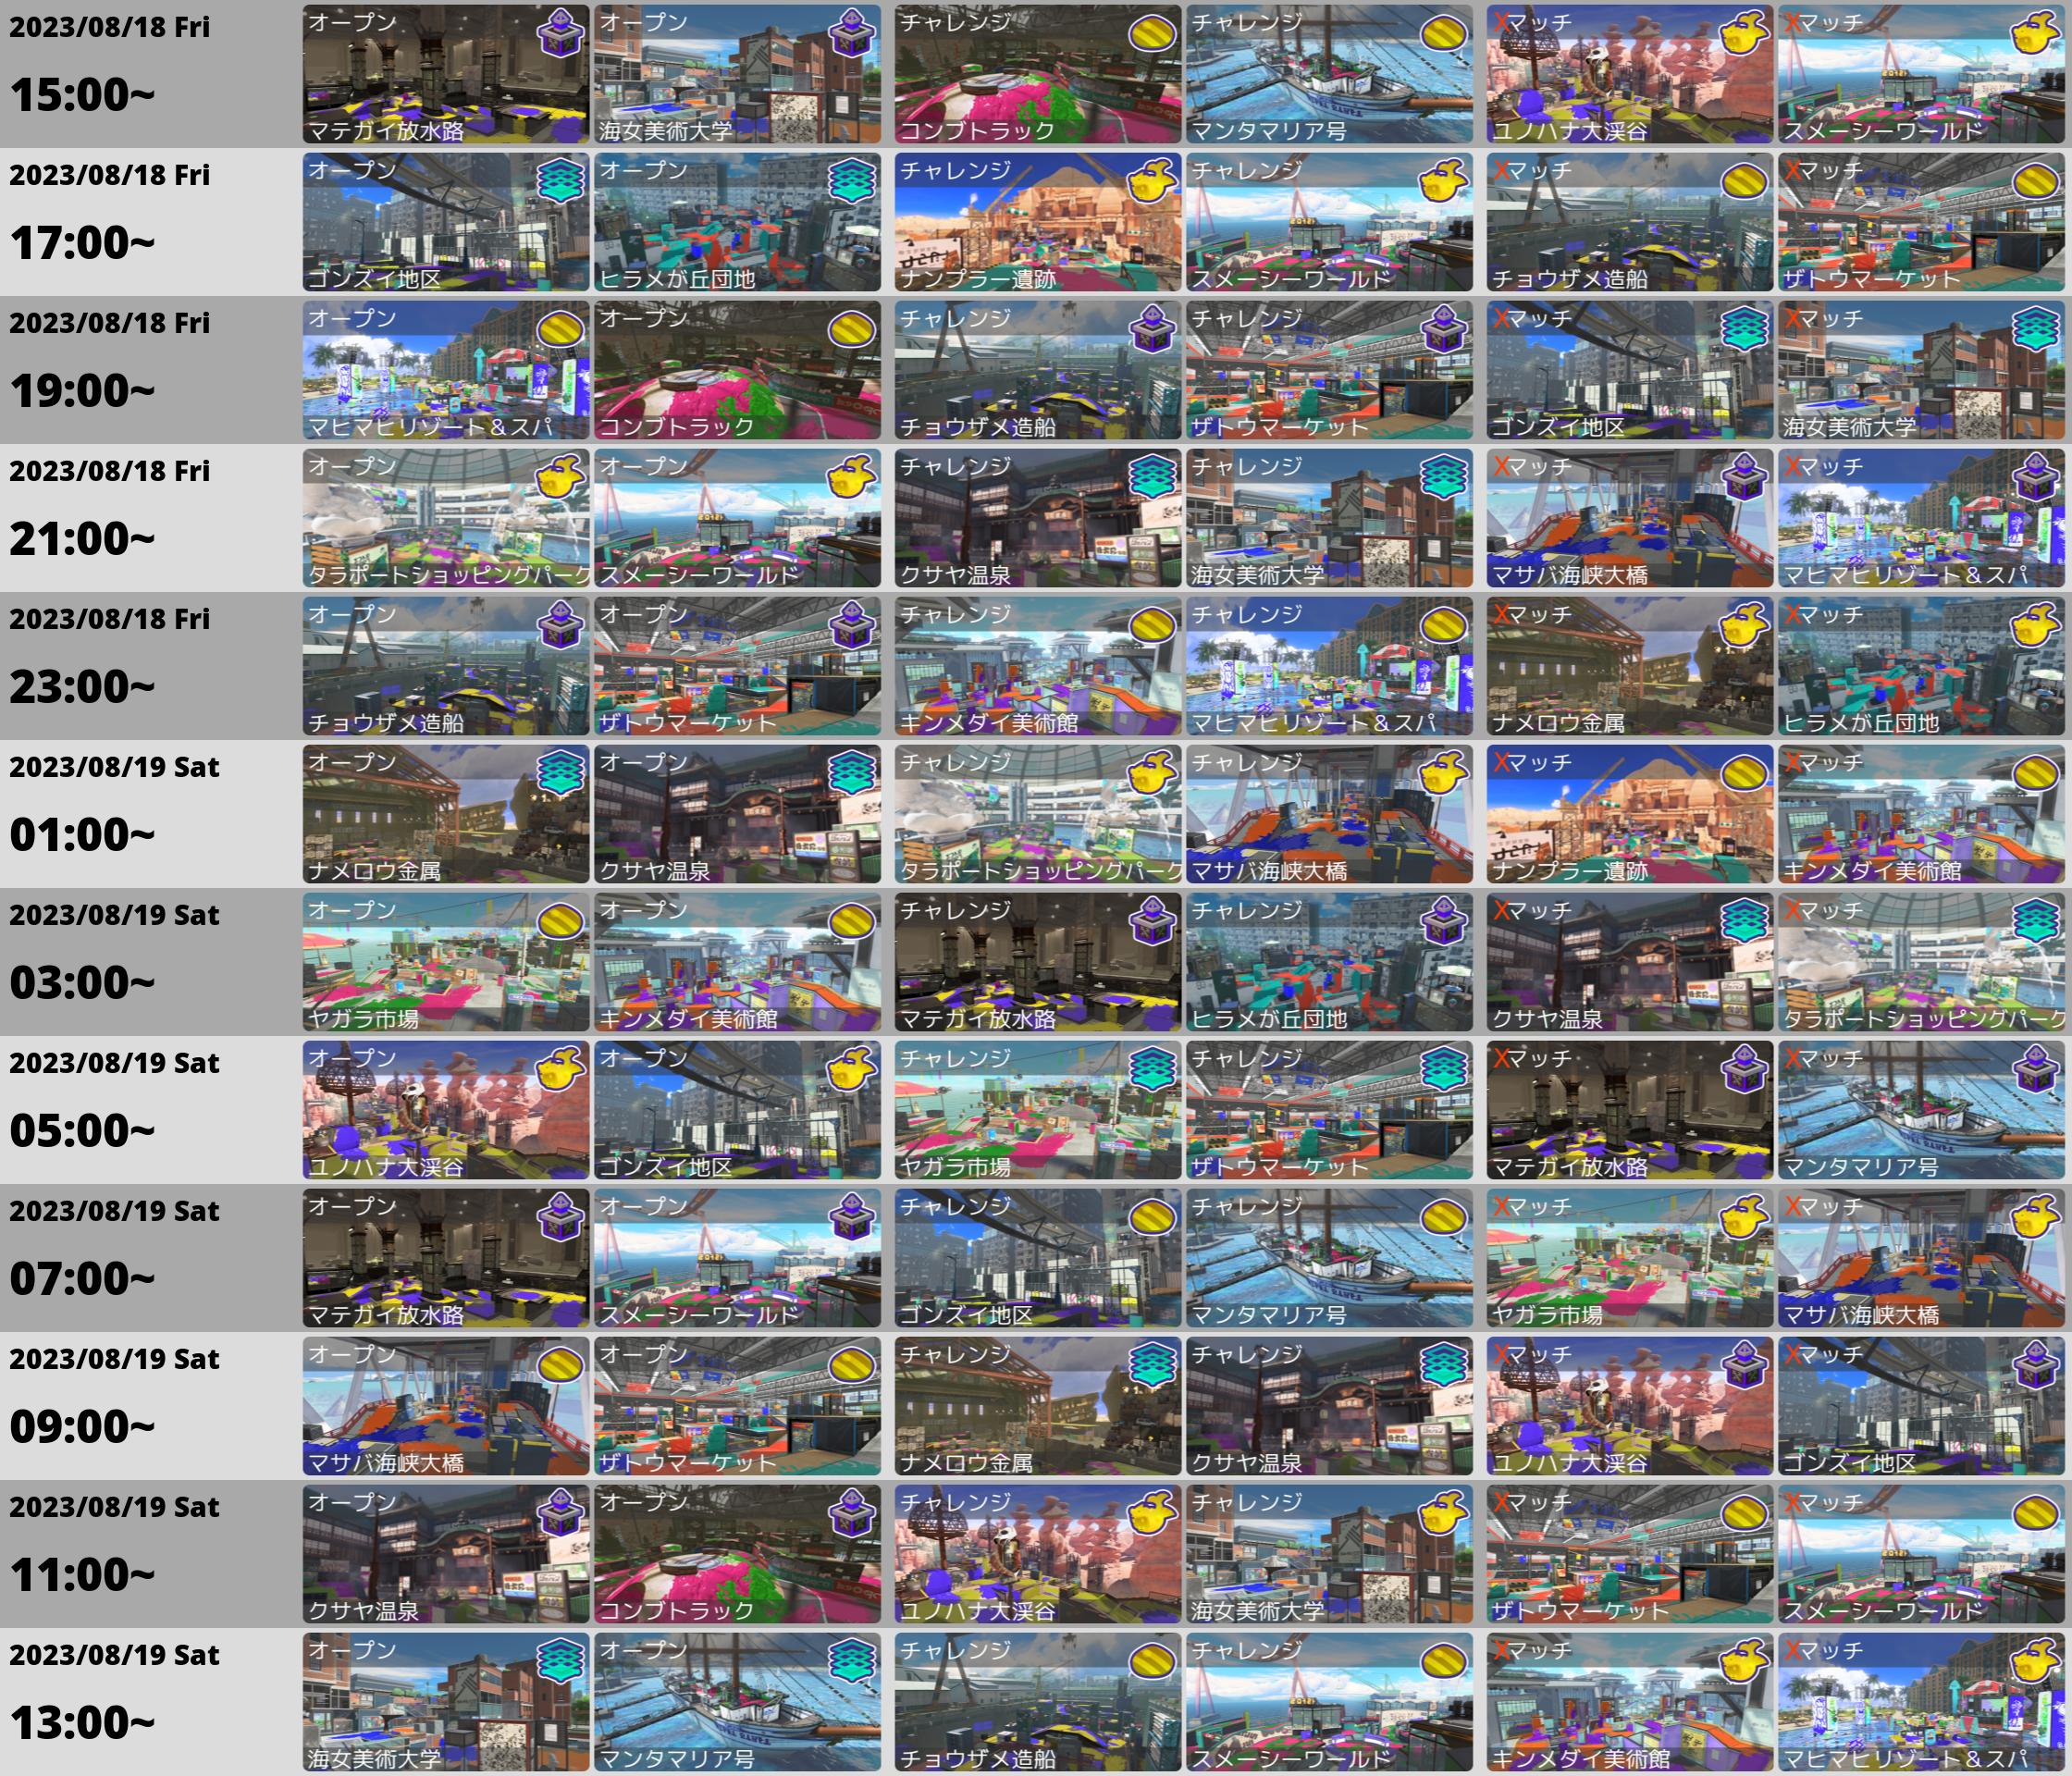 2023/08/18 Fri
15:00~
オープン オープン チャレンジ チャレンジ Xマッチ Xマッチ
マテガイ放水路 海女美術大学 コンブトラック マンタマリア号 ユノハナ大渓谷 スメーシーワールド
2023/08/18 Fri
17:00~
オープン オープン チャレンジ チャレンジ Xマッチ Xマッチ
ゴンズイ地区 ヒラメが丘団地 ナンプラー遺跡 スメーシーワールド チョウザメ造船 ザトウマーケット
2023/08/18 Fri
19:00~
オープン オープン チャレンジ チャレンジ Xマッチ Xマッチ
マヒマヒリゾート＆スパ コンブトラック チョウザメ造船 ザトウマーケット ゴンズイ地区 海女美術大学
2023/08/18 Fri
21:00~
オープン オープン チャレンジ チャレンジ Xマッチ Xマッチ
タラポートショッピングパーク スメーシーワールド クサヤ温泉 海女美術大学 マサバ海峡大橋 マヒマヒリゾート＆スパ
2023/08/18 Fri
23:00~
オープン オープン チャレンジ チャレンジ Xマッチ Xマッチ
チョウザメ造船 ザトウマーケット キンメダイ美術館 マヒマヒリゾート＆スパ ナメロウ金属 ヒラメが丘団地
2023/08/19 Sat
01:00~
オープン オープン チャレンジ チャレンジ Xマッチ Xマッチ
ナメロウ金属 クサヤ温泉 タラポートショッピングパーク マサバ海峡大橋 ナンプラー遺跡 キンメダイ美術館
2023/08/19 Sat
03:00~
オープン オープン チャレンジ チャレンジ Xマッチ Xマッチ
ヤガラ市場 キンメダイ美術館 マテガイ放水路 ヒラメが丘団地 クサヤ温泉 タラポートショッピングパーク
2023/08/19 Sat
05:00~
オープン オープン チャレンジ チャレンジ Xマッチ Xマッチ
ユノハナ大渓谷 ゴンズイ地区 ヤガラ市場 ザトウマーケット マテガイ放水路 マンタマリア号
2023/08/19 Sat
07:00~
オープン オープン チャレンジ チャレンジ Xマッチ Xマッチ
マテガイ放水路 スメーシーワールド ゴンズイ地区 マンタマリア号 ヤガラ市場 マサバ海峡大橋
2023/08/19 Sat
09:00~
オープン オープン チャレンジ チャレンジ Xマッチ Xマッチ
マサバ海峡大橋 ザトウマーケット ナメロウ金属 クサヤ温泉 ユノハナ大渓谷 ゴンズイ地区
2023/08/19 Sat
11:00~
オープン オープン チャレンジ チャレンジ Xマッチ Xマッチ
クサヤ温泉 コンブトラック ユノハナ大渓谷 海女美術大学 ザトウマーケット スメーシーワールド
2023/08/19 Sat
13:00~
オープン オープン チャレンジ チャレンジ Xマッチ Xマッチ
海女美術大学 マンタマリア号 チョウザメ造船 スメーシーワールド キンメダイ美術館 マヒマヒリゾート＆スパ